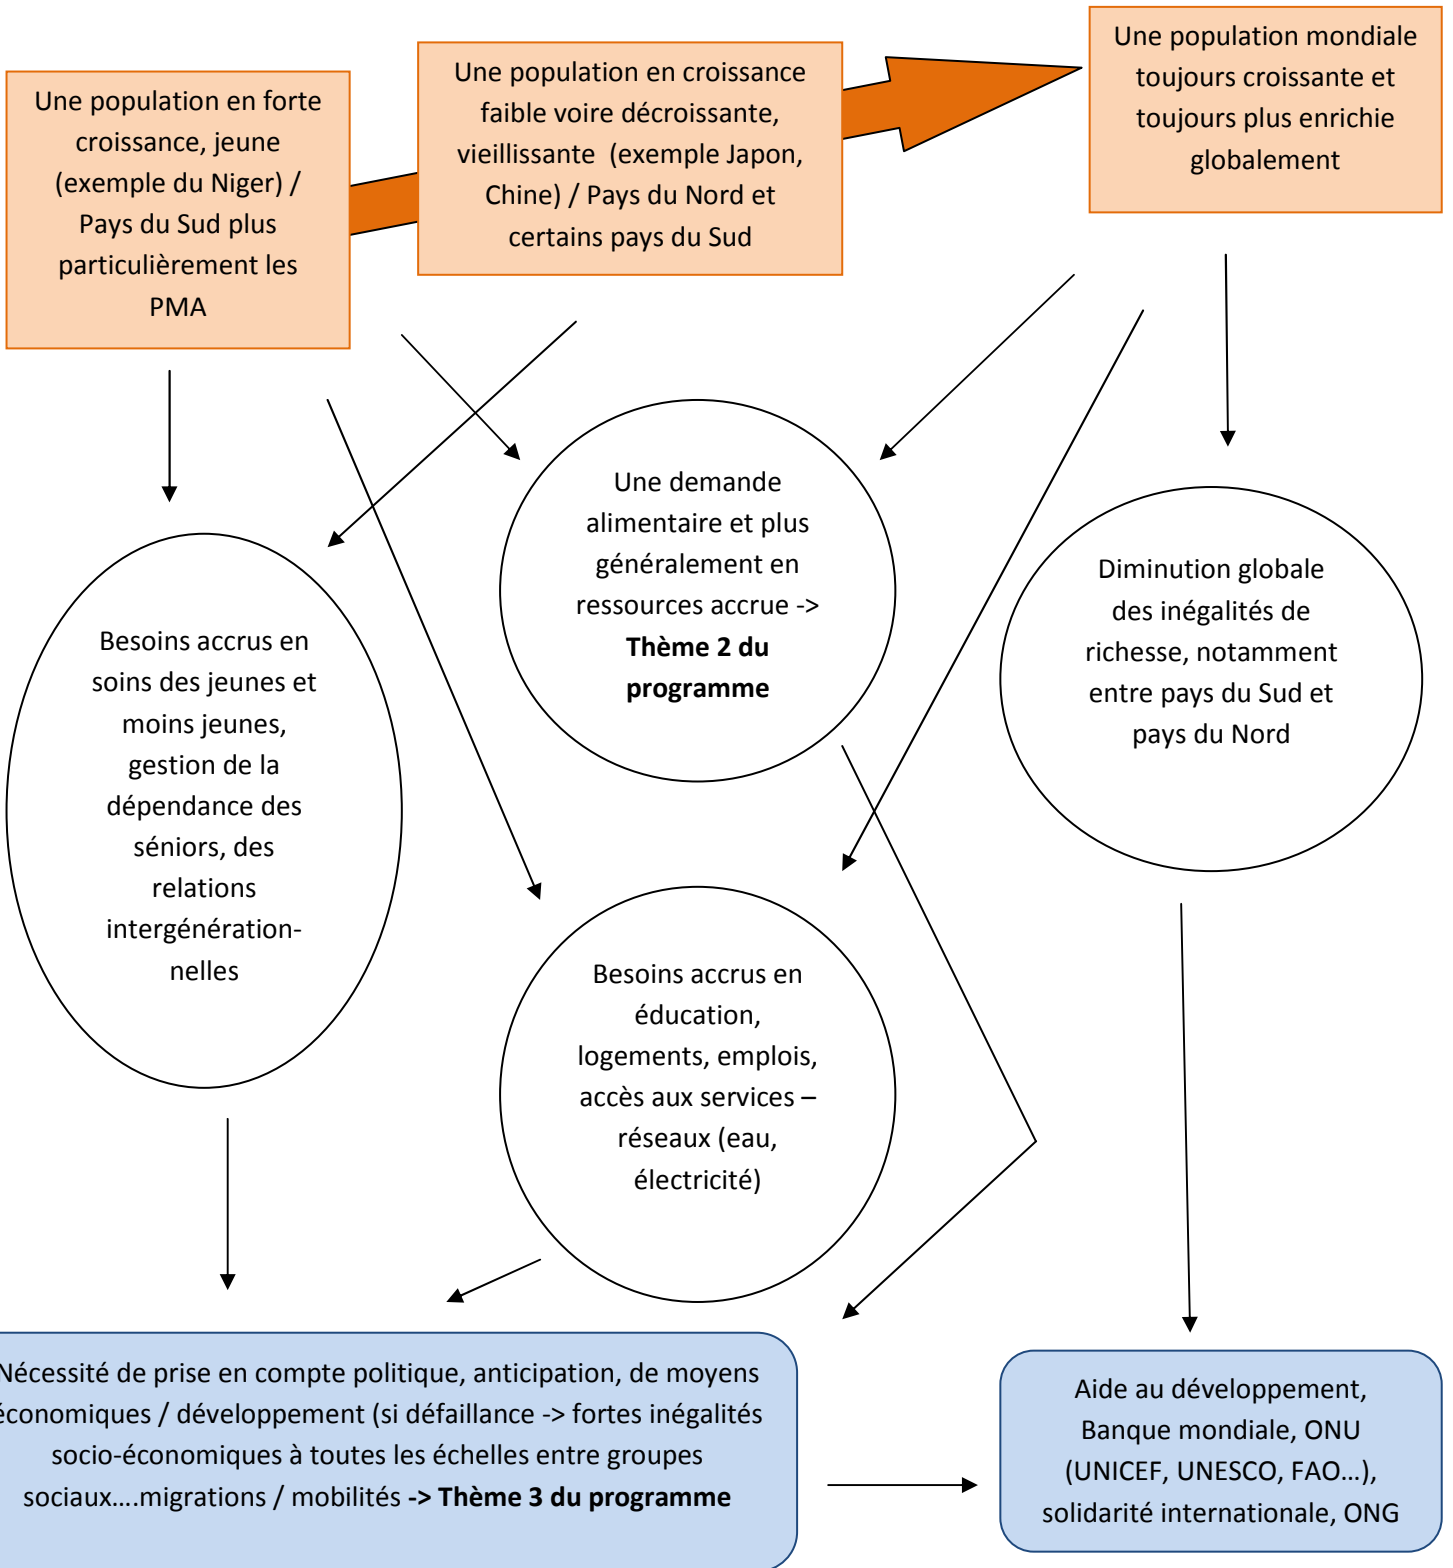 Une population en forte
croissance, jeune
(exemple du Niger) /
Pays du Sud plus
particulièrement les
PMA
Une population en croissance
faible voire décroissante,
vieillissante (exemple Japon,
Chine) / Pays du Nord et
certains pays du Sud
Une population mondiale
toujours croissante et
toujours plus enrichie
globalement
Une demande
alimentaire et plus
généralement en
ressources accrue ->
Thème 2 du
programme
Diminution globale
des inégalités de
richesse, notamment
entre pays du Sud et
pays du Nord
Besoins accrus en
soins des jeunes et
moins jeunes,
gestion de la
dépendance des
séniors, des
relations
intergénération-
nelles
Besoins accrus en
éducation,
logements, emplois,
accès aux services –
réseaux (eau,
électricité)
Nécessité de prise en compte politique, anticipation, de moyens
économiques / développement (si défaillance -> fortes inégalités
socio-économiques à toutes les échelles entre groupes
sociaux....migrations / mobilités -> Thème 3 du programme
Aide au développement,
Banque mondiale, ONU
(UNICEF, UNESCO, FAO…),
solidarité internationale, ONG